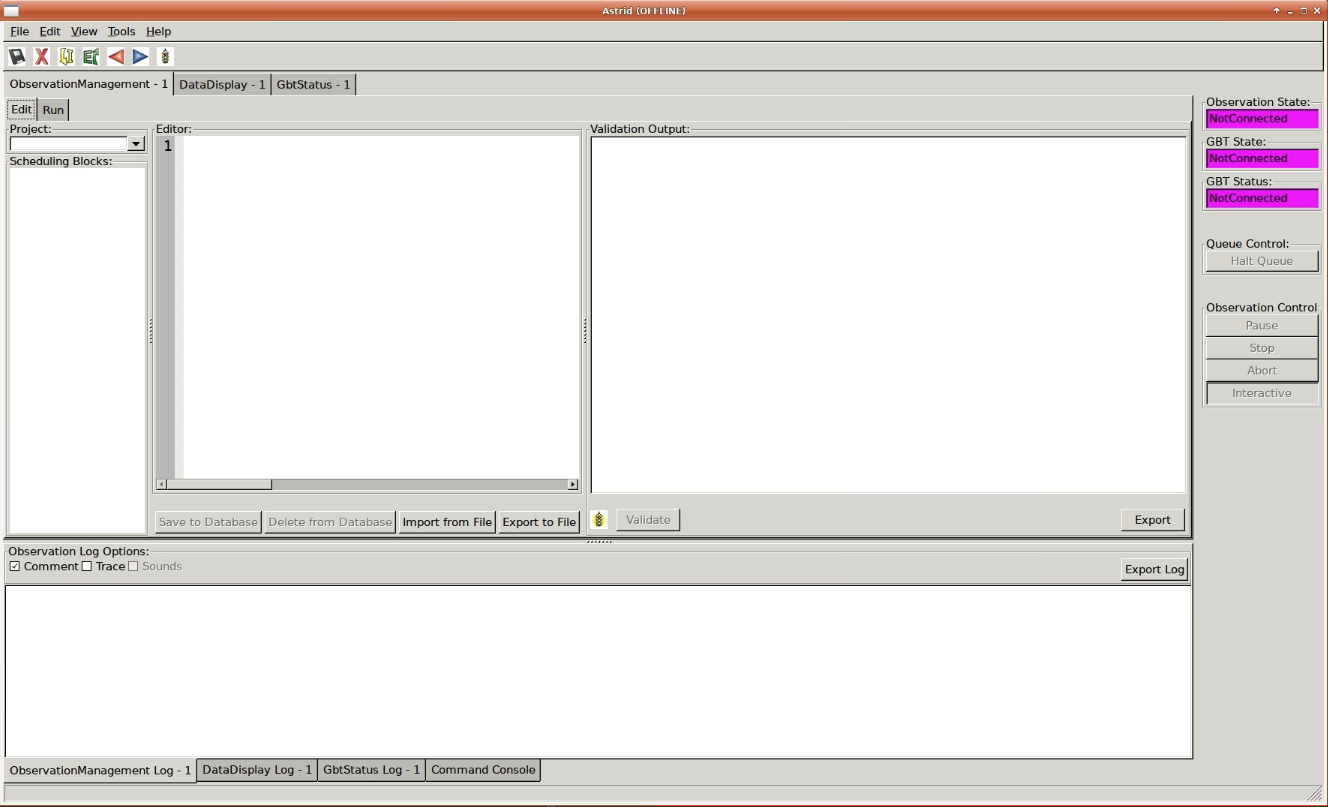 Astrid (OFFLINE)
File Edit View Tools Help
ObservationManagement - 1 DataDisplay - 1 GbtStatus - 1
Edit Run
Project:
Scheduling Blocks:
Editor:
1
Save to Database Delete from Database Import from File Export to File
Validation Output:
Validate Export
Observation State:
NotConnected
GBT State:
NotConnected
GBT Status:
NotConnected
Queue Control:
Halt Queue
Observation Control
Pause
Stop
Abort
Interactive
Observation Log Options:
Comment Trace Sounds
Export Log
ObservationManagement Log - 1 DataDisplay Log - 1 GbtStatus Log - 1 Command Console